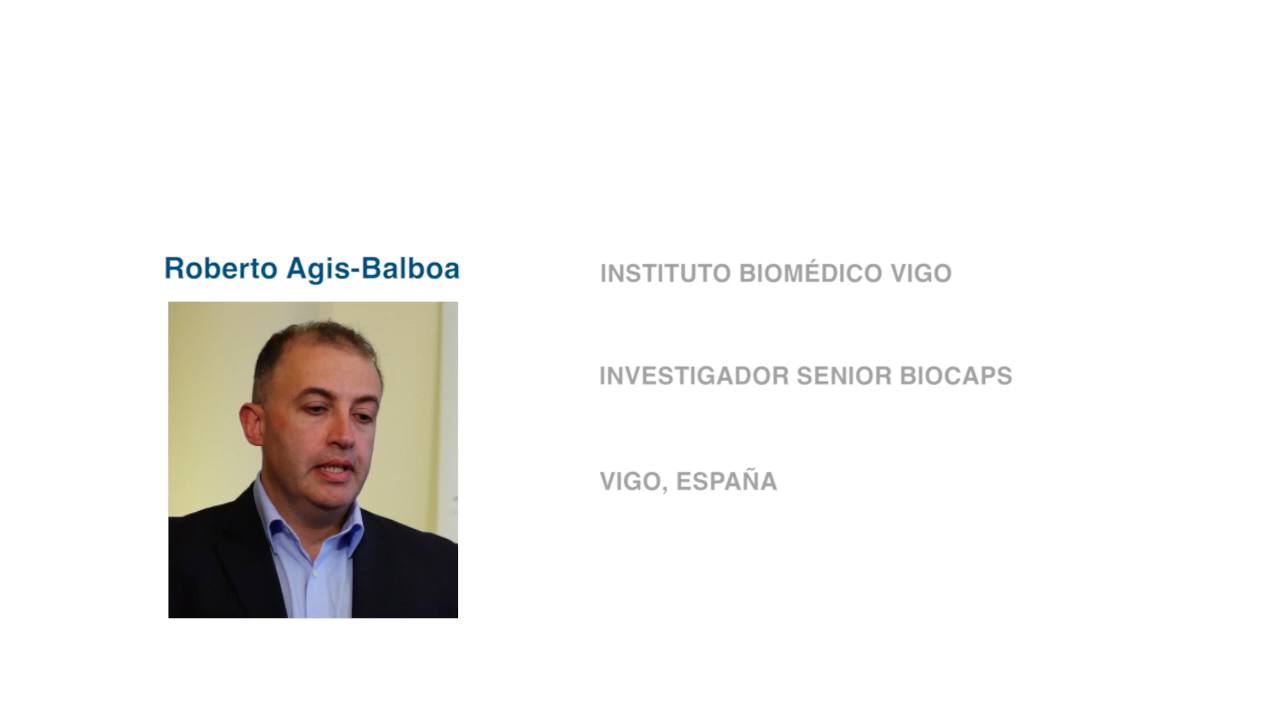 Roberto Agis-Balboa
INSTITUTO BIOMÉDICO VIGO
INVESTIGADOR SENIOR BIOCAPS
VIGO, ESPAÑA